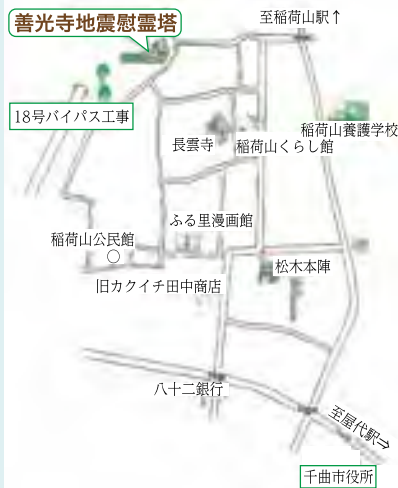 善光寺地震慰霊塔
至稲荷山駅↑
18号バイパス工事
稲荷山養護学校
長雲寺
稲荷山くらし館
ふる里漫画館
稲荷山公民館
○
松木本陣
旧カクイチ田中商店
八十二銀行
至屋代駅⇒
千曲市役所